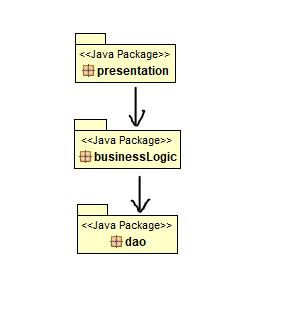 <<Java Package>>
presentation
<<Java Package>>
businessLogic
<<Java Package>>
dao